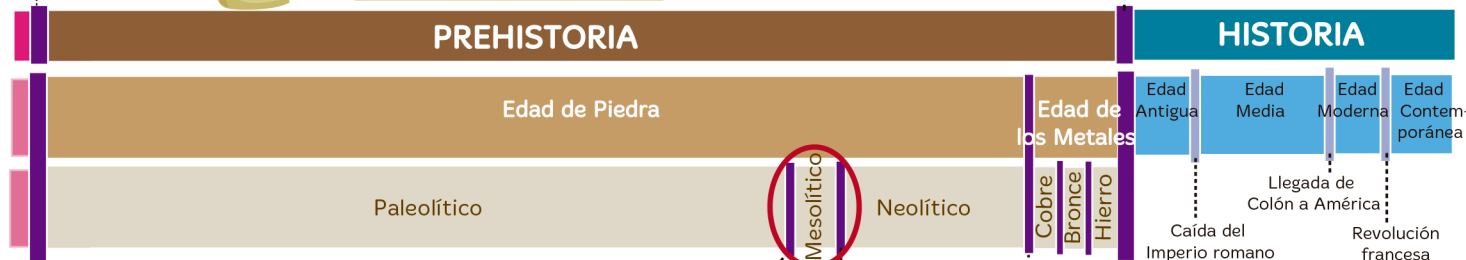 PREHISTORIA
HISTORIA
Edad de Piedra
Edad de
los Metales
Edad
Antigua
Edad
Media
Edad
Moderna
Edad
Contem-
poránea
Paleolítico
Mesolítico
Neolítico
Cobre
Bronce
Hierro
Caída del
Imperio romano
Llegada de
Colón a América
Revolución
francesa